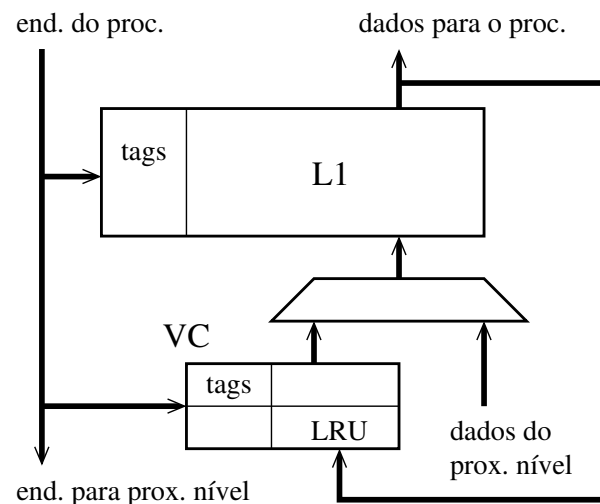 end. do proc.
dados para o proc.
tags
L1
VC
tags
LRU
dados do
prox. nível
end. para prox. nível